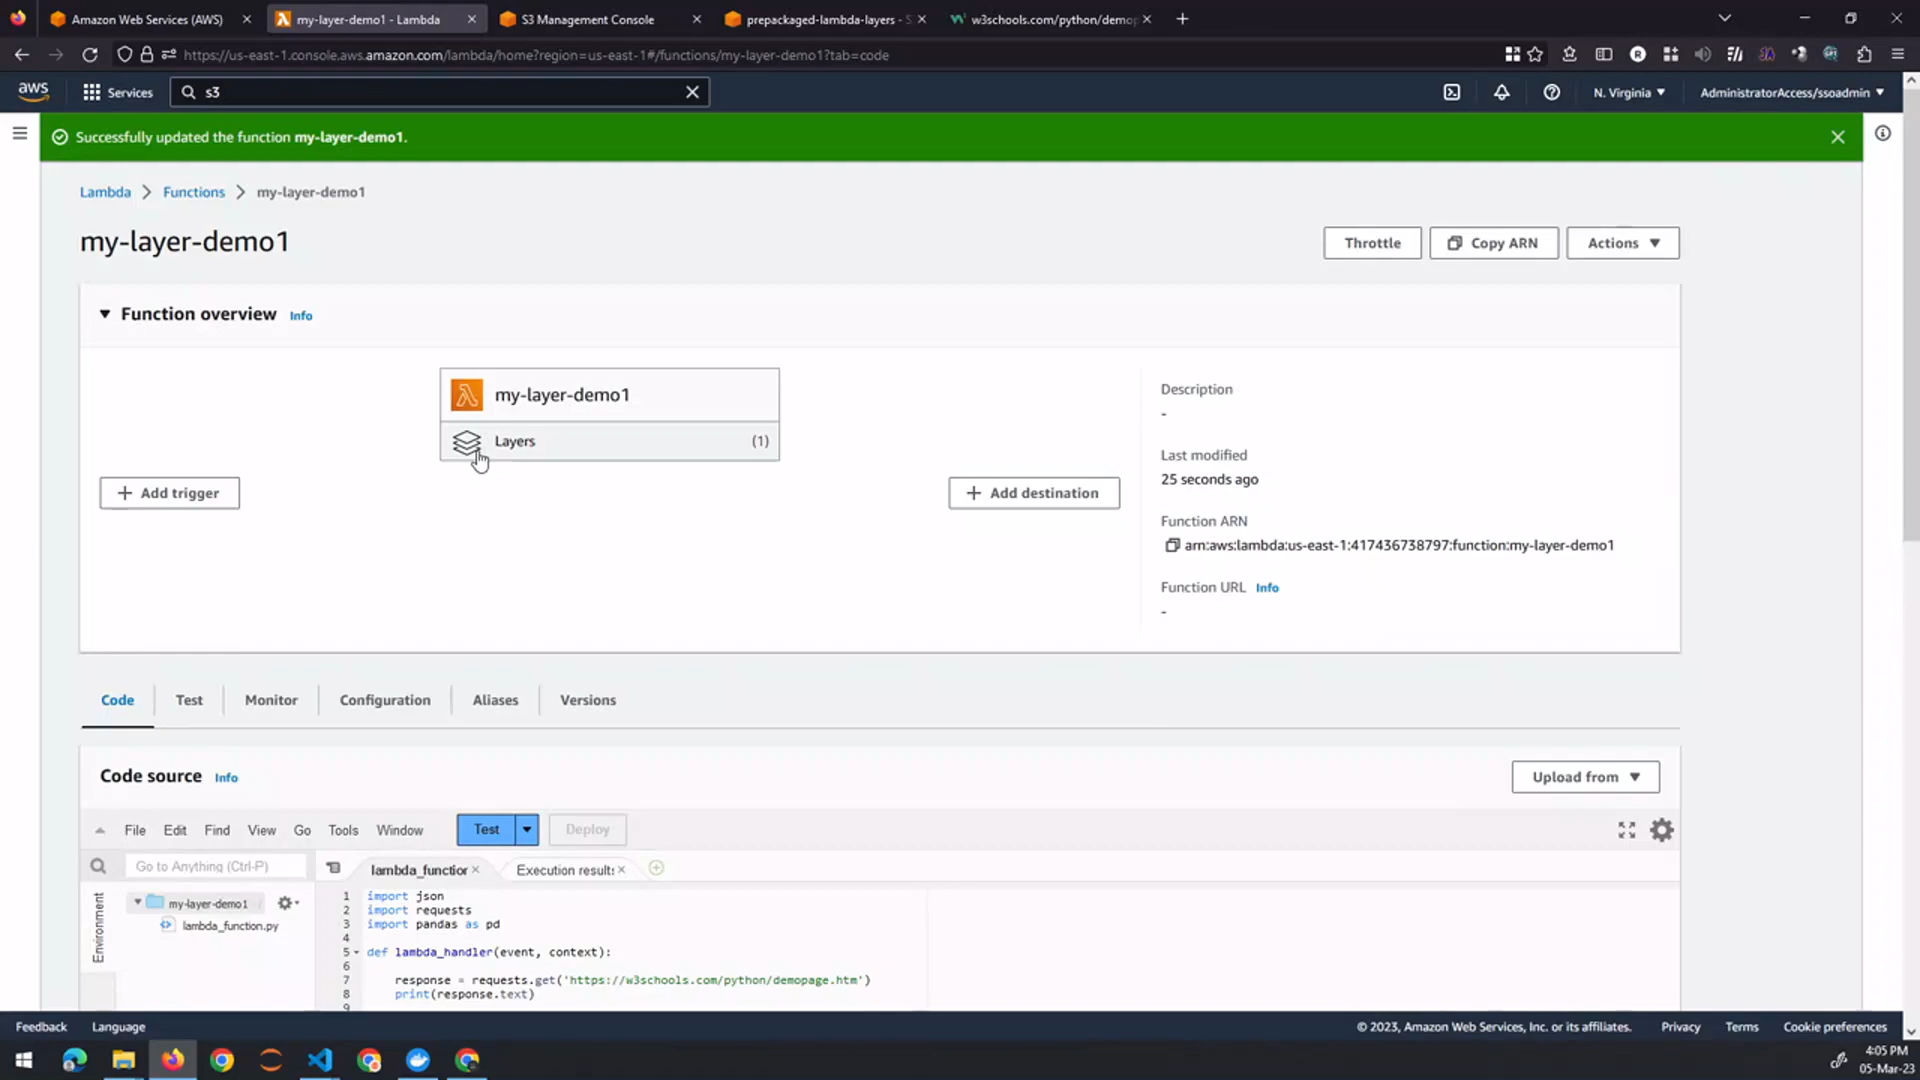 Amazon Web Services (AWS)
my-layer-demo1 - Lambda
S3 Management Console
prepackaged-lambda-layers - S
w3schools.com/python/demop
https://us-east-1.console.aws.amazon.com/lambda/home?region=us-east-1#/functions/my-layer-demo1?tab=code
aws
Services
s3
N. Virginia
AdministratorAccess/ssoadmin
Successfully updated the function my-layer-demo1.
Lambda
Functions
my-layer-demo1
my-layer-demo1
Throttle
Copy ARN
Actions
Function overview
Info
my-layer-demo1
Layers
(1)
Add trigger
Add destination
Description
-
Last modified
25 seconds ago
Function ARN
arn:aws:lambda:us-east-1:417436738797:function:my-layer-demo1
Function URL
Info
-
Code
Test
Monitor
Configuration
Aliases
Versions
Code source
Info
Upload from
File
Edit
Find
View
Go
Tools
Window
Test
Deploy
Go to Anything (Ctrl-P)
lambda_function
Execution results
Environment
my-layer-demo1
lambda_function.py
1 import json
2 import requests
3 import pandas as pd
4
5 def lambda_handler(event, context):
6
7 response = requests.get('https://w3schools.com/python/demopage.htm')
8 print(response.text)
9
Feedback
Language
© 2023, Amazon Web Services, Inc. or its affiliates.
Privacy
Terms
Cookie preferences
4:05 PM
05-Mar-23